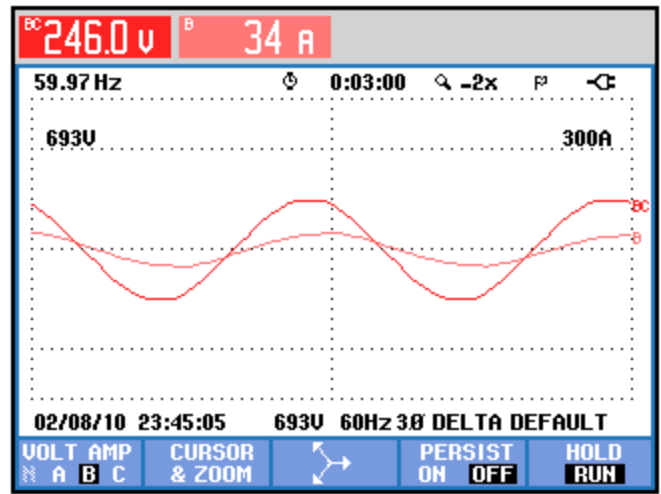 BC 246.0 V B 34 A
59.97 Hz 0:03:00 -2x
693V 300A
BC
B
02/08/10 23:45:05 693V 60Hz 3Ø DELTA DEFAULT
VOLT AMP CURSOR PERSIST HOLD
N A B C & ZOOM ON OFF RUN